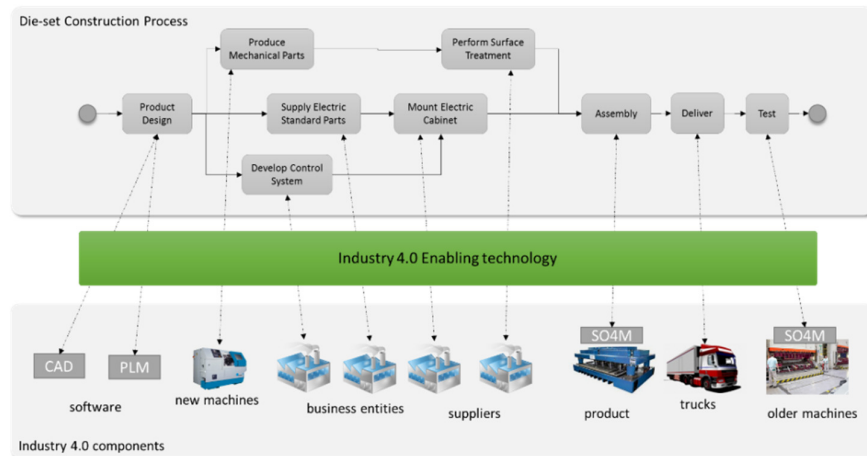 Die-set Construction Process
Produce
Mechanical Parts
Perform Surface
Treatment
Product
Design
Supply Electric
Standard Parts
Mount Electric
Cabinet
Assembly
Deliver
Test
Develop Control
System
Industry 4.0 Enabling technology
CAD
PLM
SO4M
SO4M
software
new machines
business entities
suppliers
product
trucks
older machines
Industry 4.0 components